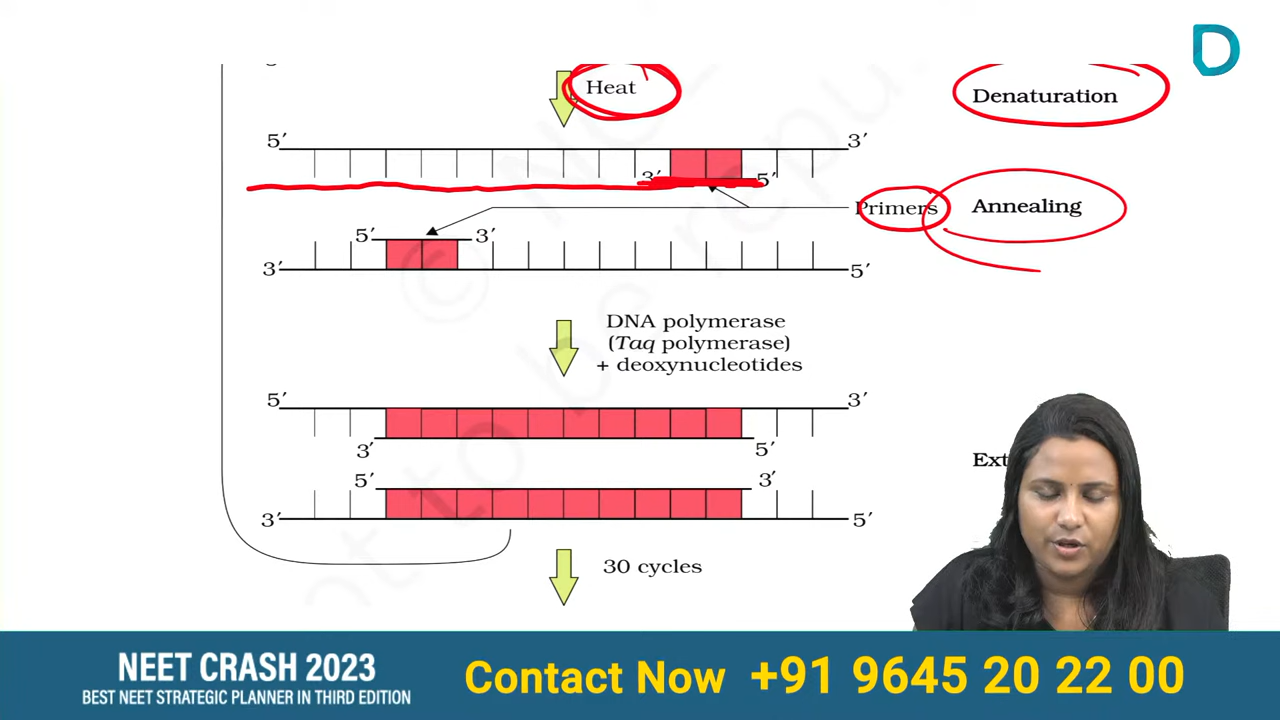 Heat
Denaturation
5′ 3′
3′ 5′
Primers Annealing
5′ 3′
3′ 5′
DNA polymerase
(Taq polymerase)
+ deoxynucleotides
5′ 3′
3′ 5′
5′ 3′
Ext
3′ 5′
30 cycles
NEET CRASH 2023
BEST NEET STRATEGIC PLANNER IN THIRD EDITION
Contact Now +91 9645 20 22 00